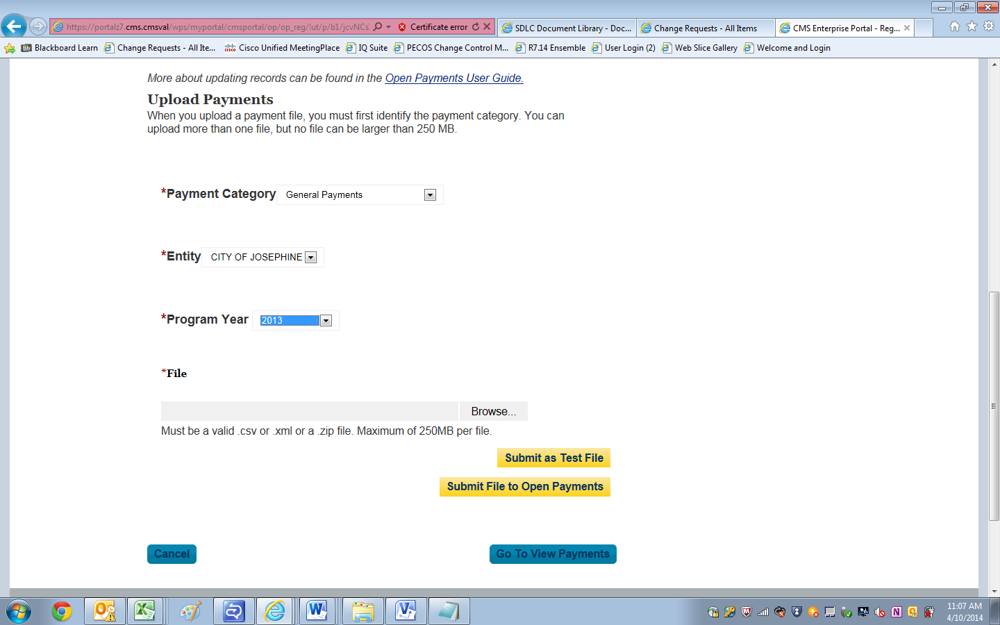 https://portalz7.cms.cmsval/wps/myportal/cmsportal/op/op_reg/!ut/p/b1/jcvNCs
Certificate error
SDLC Document Library - Doc...
Change Requests - All Items
CMS Enterprise Portal - Reg...
Bb Blackboard Learn
Change Requests - All Ite...
cisco Cisco Unified MeetingPlace
IQ Suite
PECOS Change Control M...
R7.14 Ensemble
User Login (2)
Web Slice Gallery
Welcome and Login
More about updating records can be found in the Open Payments User Guide.
Upload Payments
When you upload a payment file, you must first identify the payment category. You can
upload more than one file, but no file can be larger than 250 MB.
*Payment Category General Payments
*Entity CITY OF JOSEPHINE
*Program Year 2013
*File
Browse...
Must be a valid .csv or .xml or a .zip file. Maximum of 250MB per file.
Submit as Test File
Submit File to Open Payments
Cancel
Go To View Payments
11:07 AM
4/10/2014